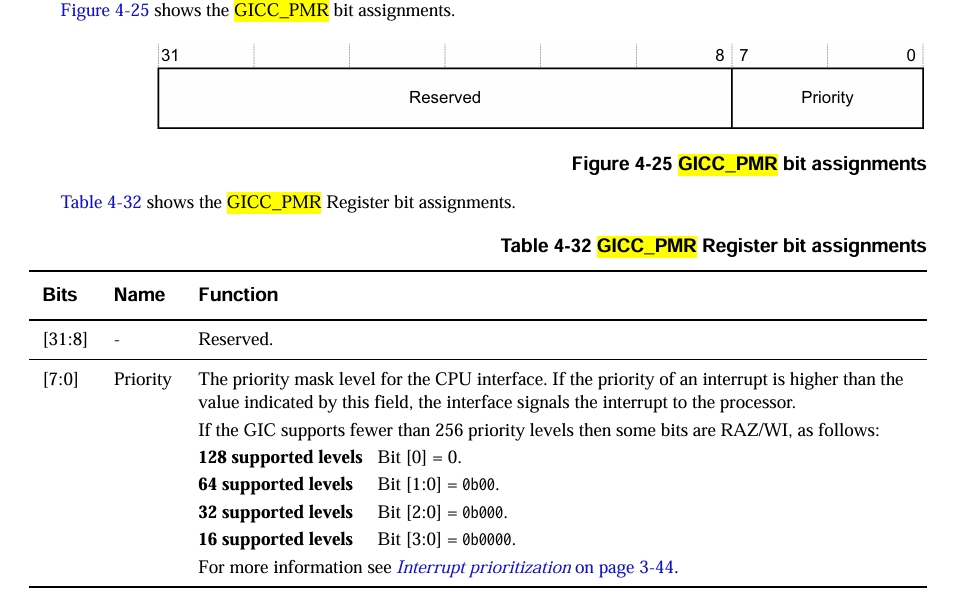 Figure 4-25 shows the GICC_PMR bit assignments.
31 8 7 0
Reserved Priority
Figure 4-25 GICC_PMR bit assignments
Table 4-32 shows the GICC_PMR Register bit assignments.
Table 4-32 GICC_PMR Register bit assignments
Bits Name Function
[31:8] - Reserved.
[7:0] Priority The priority mask level for the CPU interface. If the priority of an interrupt is higher than the
value indicated by this field, the interface signals the interrupt to the processor.
If the GIC supports fewer than 256 priority levels then some bits are RAZ/WI, as follows:
128 supported levels Bit [0] = 0.
64 supported levels Bit [1:0] = 0b00.
32 supported levels Bit [2:0] = 0b000.
16 supported levels Bit [3:0] = 0b0000.
For more information see Interrupt prioritization on page 3-44.